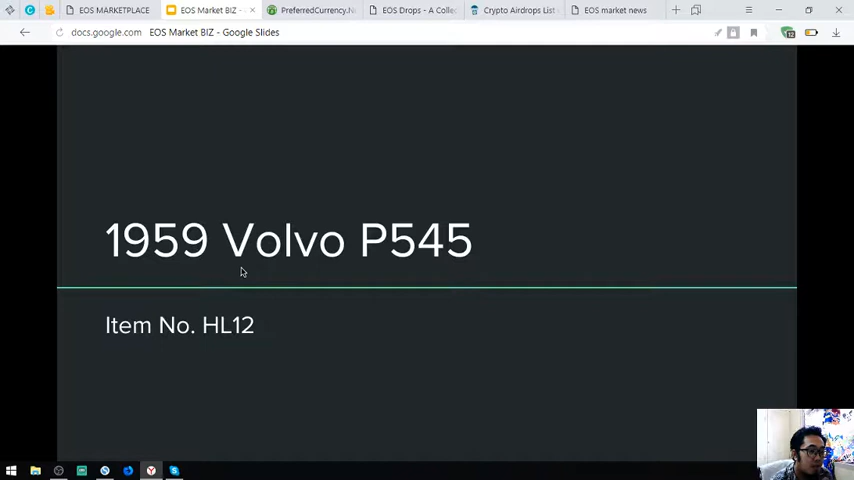 EOS MARKETPLACE
EOS Market BIZ -
PreferredCurrency.N
EOS Drops - A Collec
Crypto Airdrops List
EOS market news
docs.google.com EOS Market BIZ - Google Slides
12
1959 Volvo P545
Item No. HL12